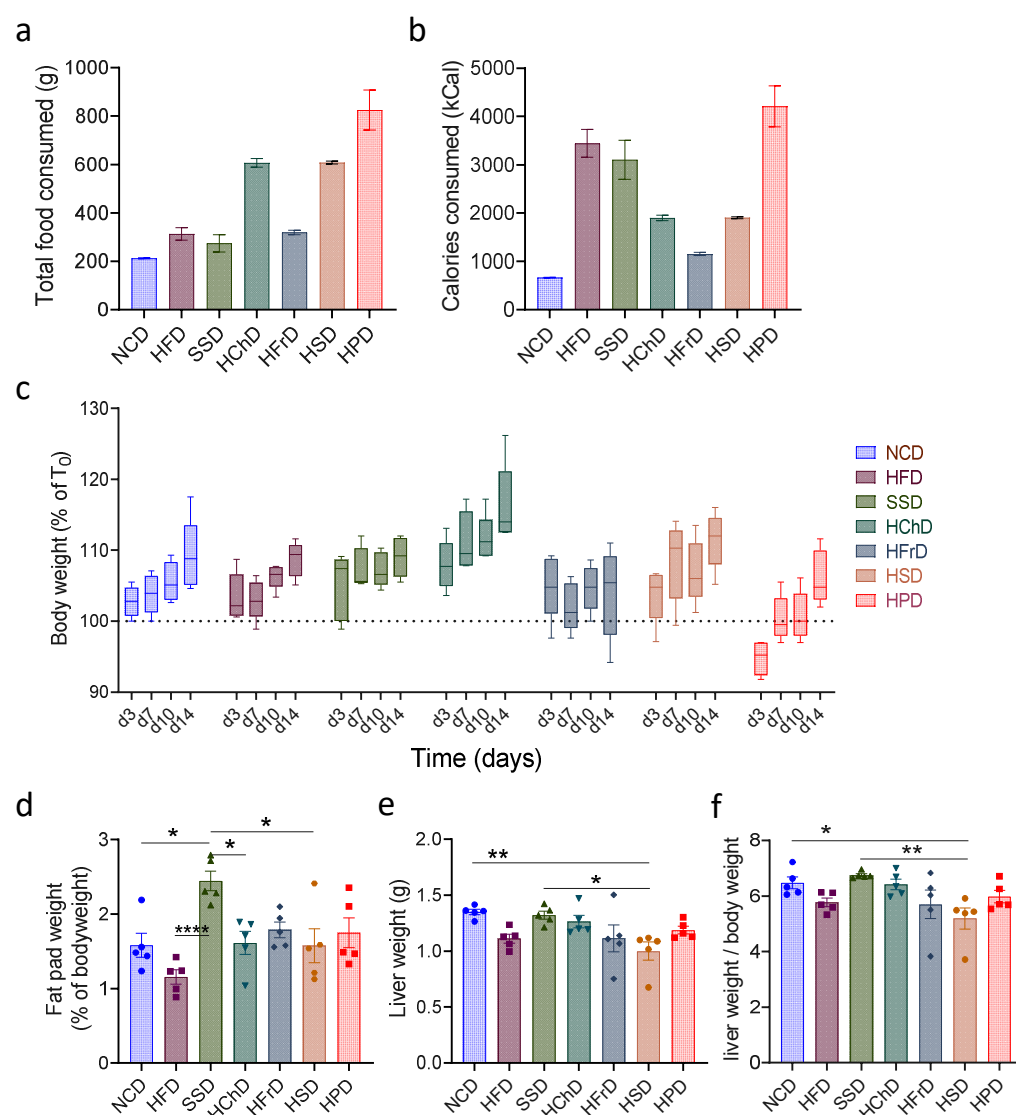 a
Total food consumed (g)
1000
800
600
400
200
0
NCD
HFD
SSD
HChD
HFrD
HSD
HPD
b
Calories consumed (kCal)
5000
4000
3000
2000
1000
0
NCD
HFD
SSD
HChD
HFrD
HSD
HPD
c
Body weight (% of T0)
130
120
110
100
90
d3 d7 d10 d14
d3 d7 d10 d14
d3 d7 d10 d14
d3 d7 d10 d14
d3 d7 d10 d14
d3 d7 d10 d14
d3 d7 d10 d14
Time (days)
NCD
HFD
SSD
HChD
HFrD
HSD
HPD
d
Fat pad weight
(% of bodyweight)
3
2
1
0
*
*
*
****
NCD
HFD
SSD
HChD
HFrD
HSD
HPD
e
Liver weight (g)
2.0
1.5
1.0
0.5
0.0
**
*
NCD
HFD
SSD
HChD
HFrD
HSD
HPD
f
liver weight / body weight
8
6
4
2
0
*
**
NCD
HFD
SSD
HChD
HFrD
HSD
HPD